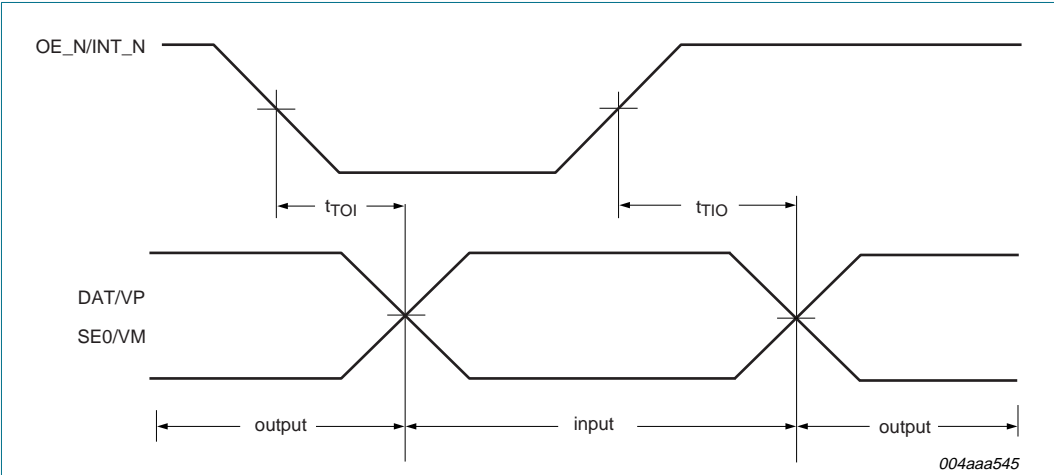 OE_N/INT_N
tTOI
tTIO
DAT/VP
SE0/VM
output
input
output
004aaa545